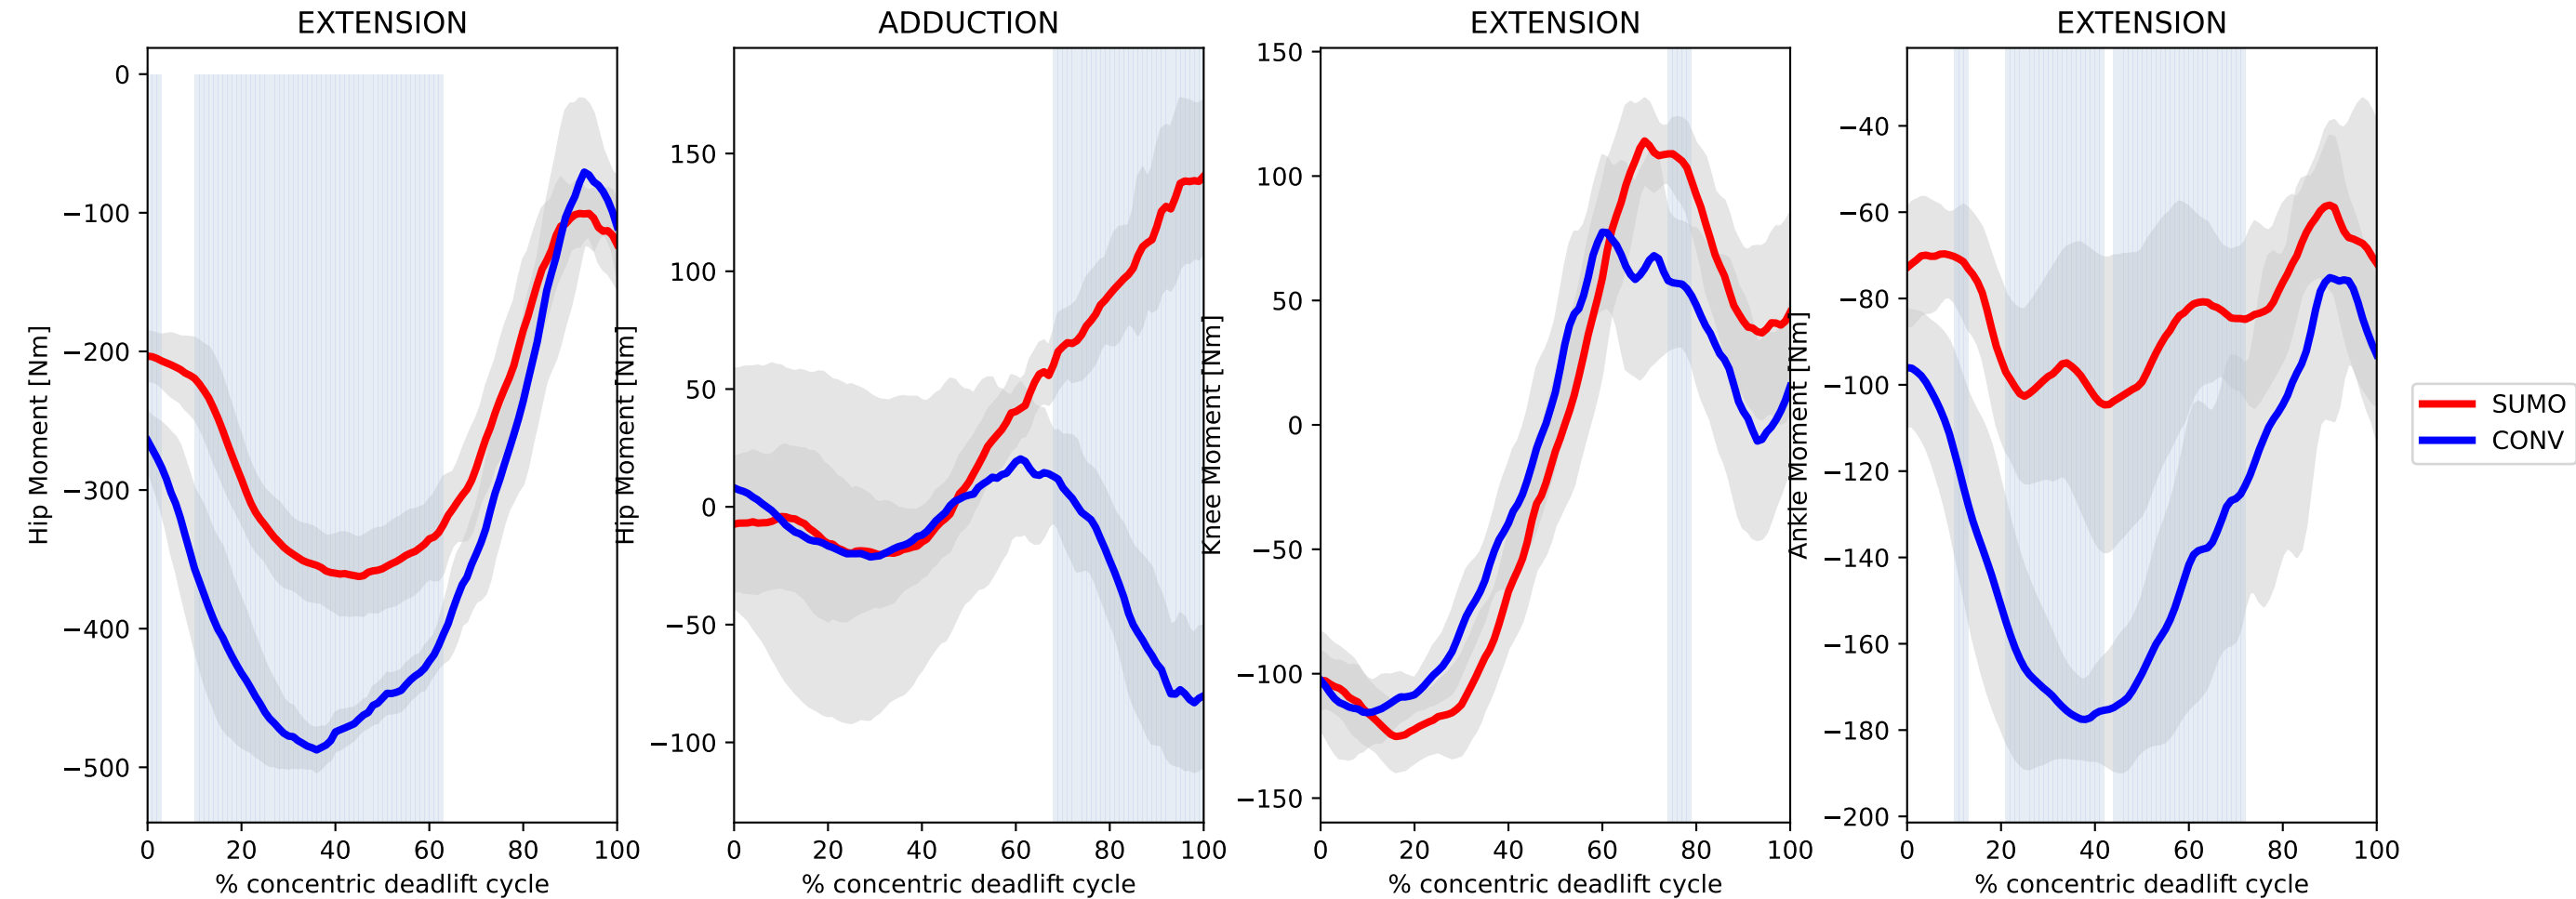 EXTENSION
Hip Moment [Nm]
0
−100
−200
−300
−400
−500
0 20 40 60 80 100
% concentric deadlift cycle
ADDUCTION
Hip Moment [Nm]
150
100
50
0
−50
−100
0 20 40 60 80 100
% concentric deadlift cycle
EXTENSION
Knee Moment [Nm]
150
100
50
0
−50
−100
−150
0 20 40 60 80 100
% concentric deadlift cycle
EXTENSION
Ankle Moment [Nm]
−40
−60
−80
−100
−120
−140
−160
−180
−200
0 20 40 60 80 100
% concentric deadlift cycle
SUMO
CONV